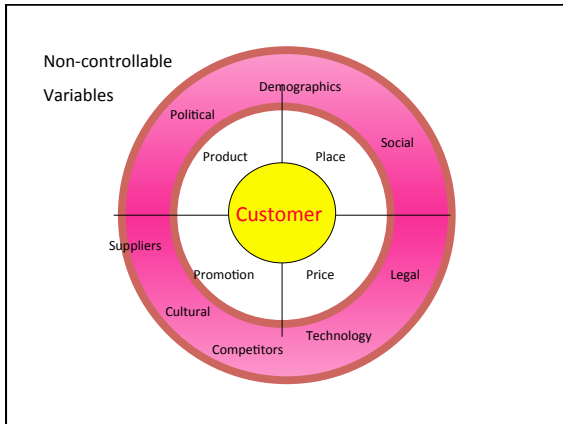 Non-controllable
Variables
Demographics
Political
Social
Product
Place
Customer
Suppliers
Promotion
Price
Legal
Cultural
Technology
Competitors